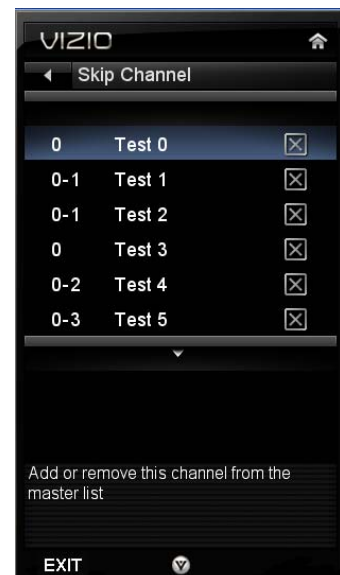 VIZIO
Skip Channel
0 Test 0
0-1 Test 1
0-1 Test 2
0 Test 3
0-2 Test 4
0-3 Test 5
Add or remove this channel from the
master list
EXIT